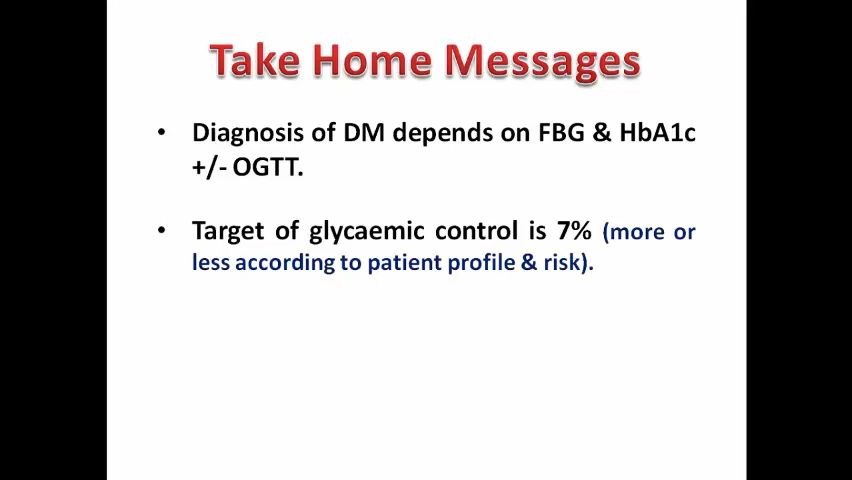 Take Home Messages
• Diagnosis of DM depends on FBG & HbA1c
+/- OGTT.
• Target of glycaemic control is 7% (more or
less according to patient profile & risk).